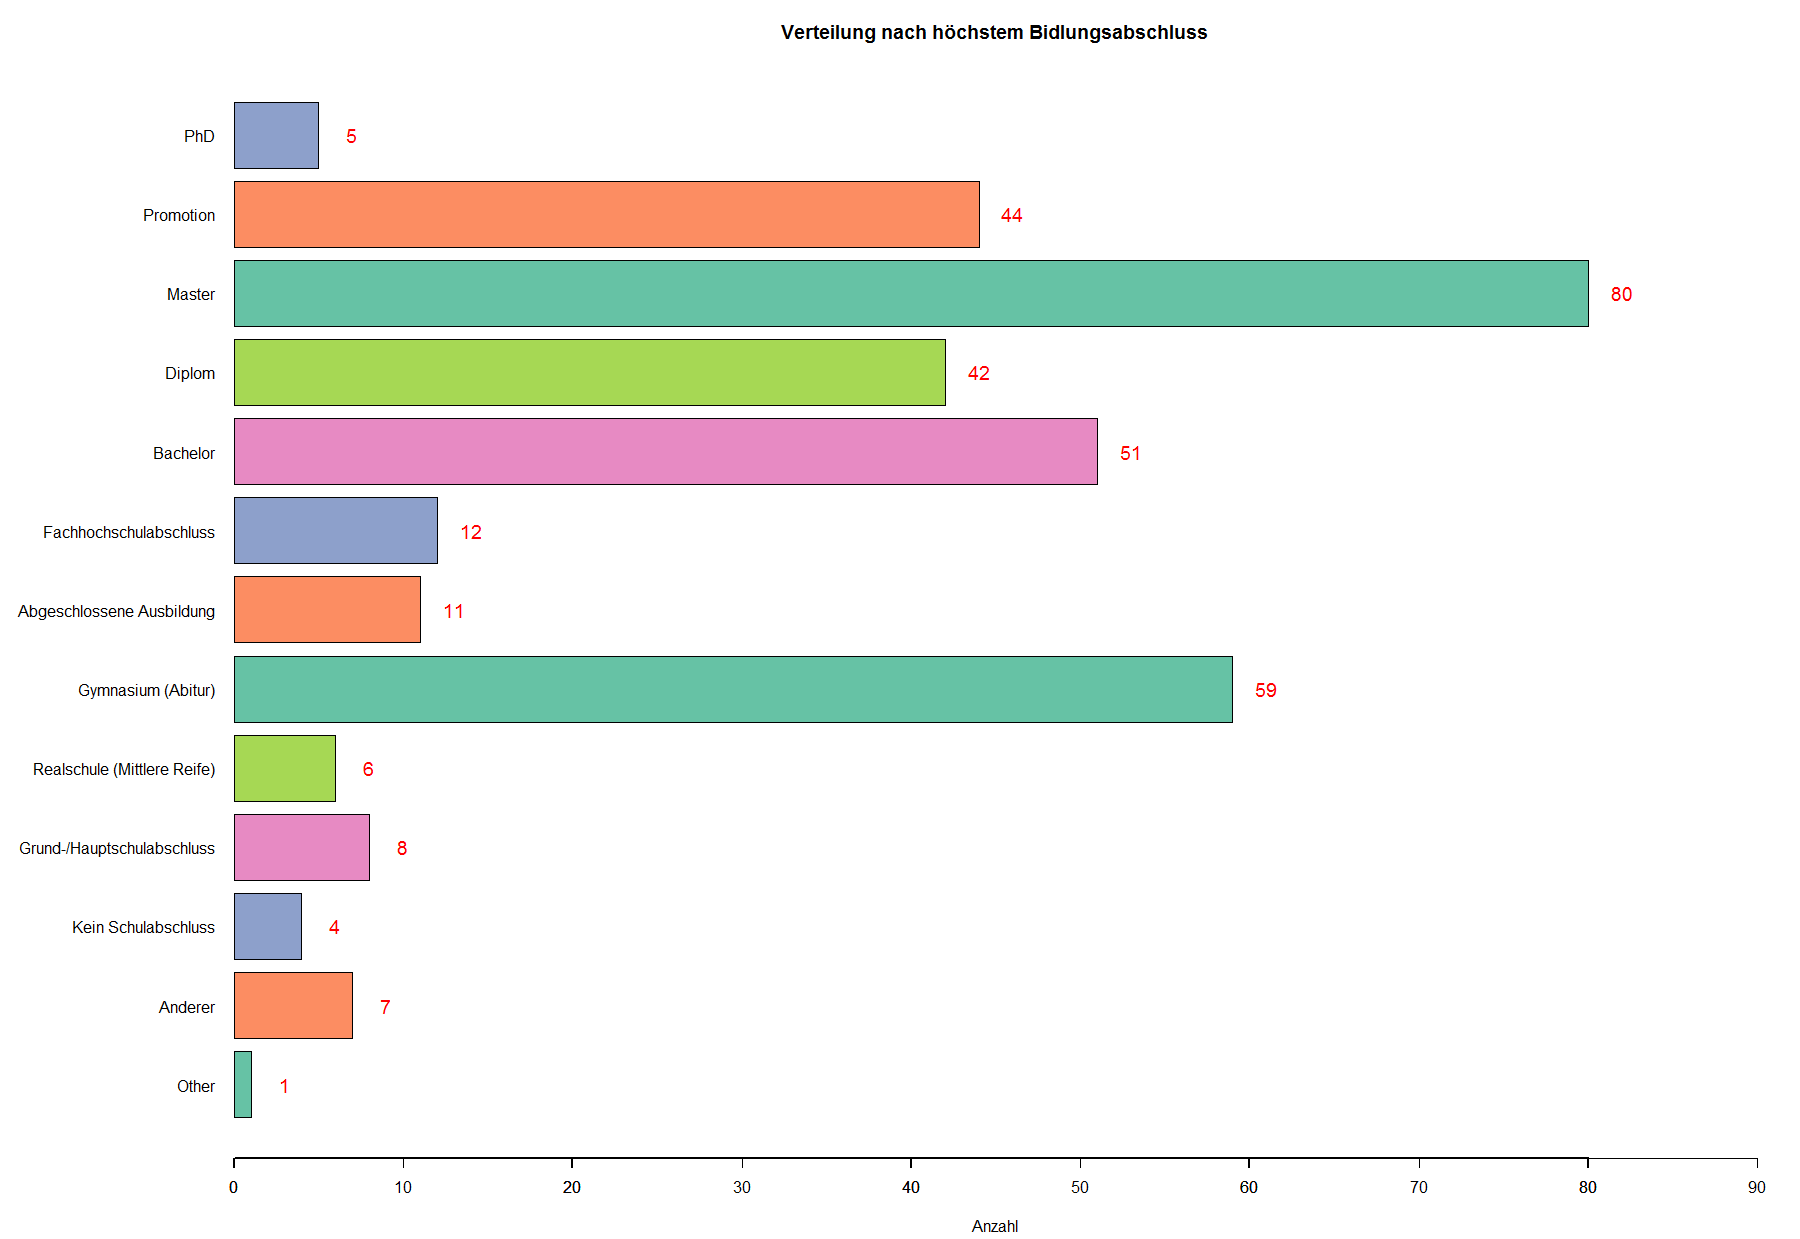 Verteilung nach höchstem Bidlungsabschluss
PhD 5
Promotion 44
Master 80
Diplom 42
Bachelor 51
Fachhochschulabschluss 12
Abgeschlossene Ausbildung 11
Gymnasium (Abitur) 59
Realschule (Mittlere Reife) 6
Grund-/Hauptschulabschluss 8
Kein Schulabschluss 4
Anderer 7
Other 1
0 10 20 30 40 50 60 70 80 90
Anzahl